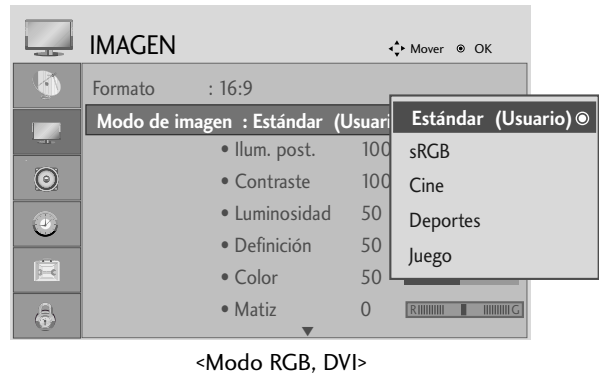 IMAGEN
Mover OK
Formato : 16:9
Modo de imagen : Estándar (Usuari
• Ilum. post. 100
• Contraste 100
• Luminosidad 50
• Definición 50
• Color 50
• Matiz 0
R G
Estándar (Usuario)
sRGB
Cine
Deportes
Juego
<Modo RGB, DVI>